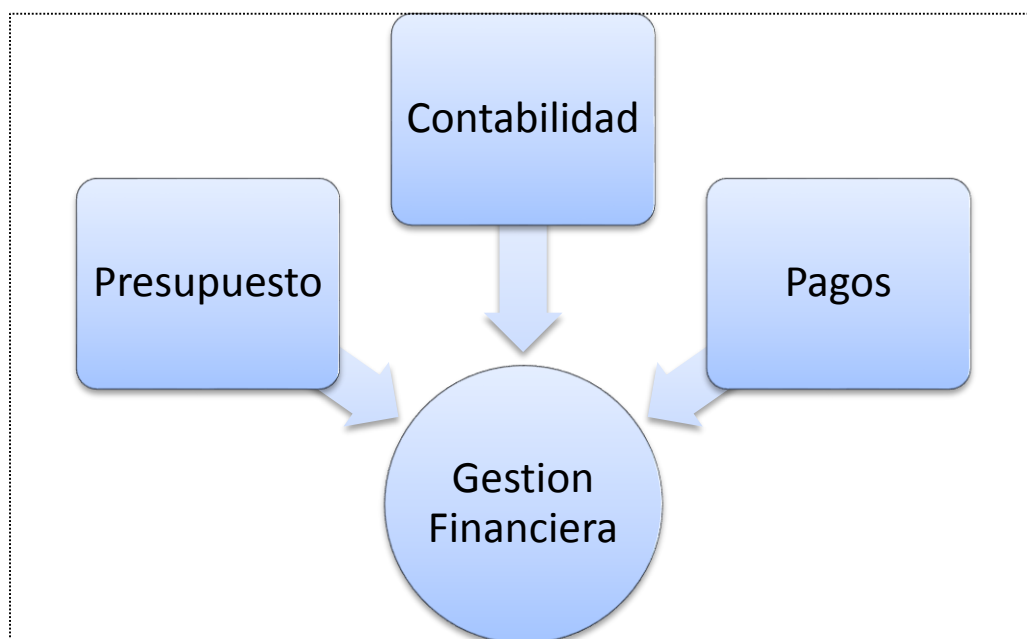 Contabilidad
Presupuesto
Pagos
Gestion
Financiera